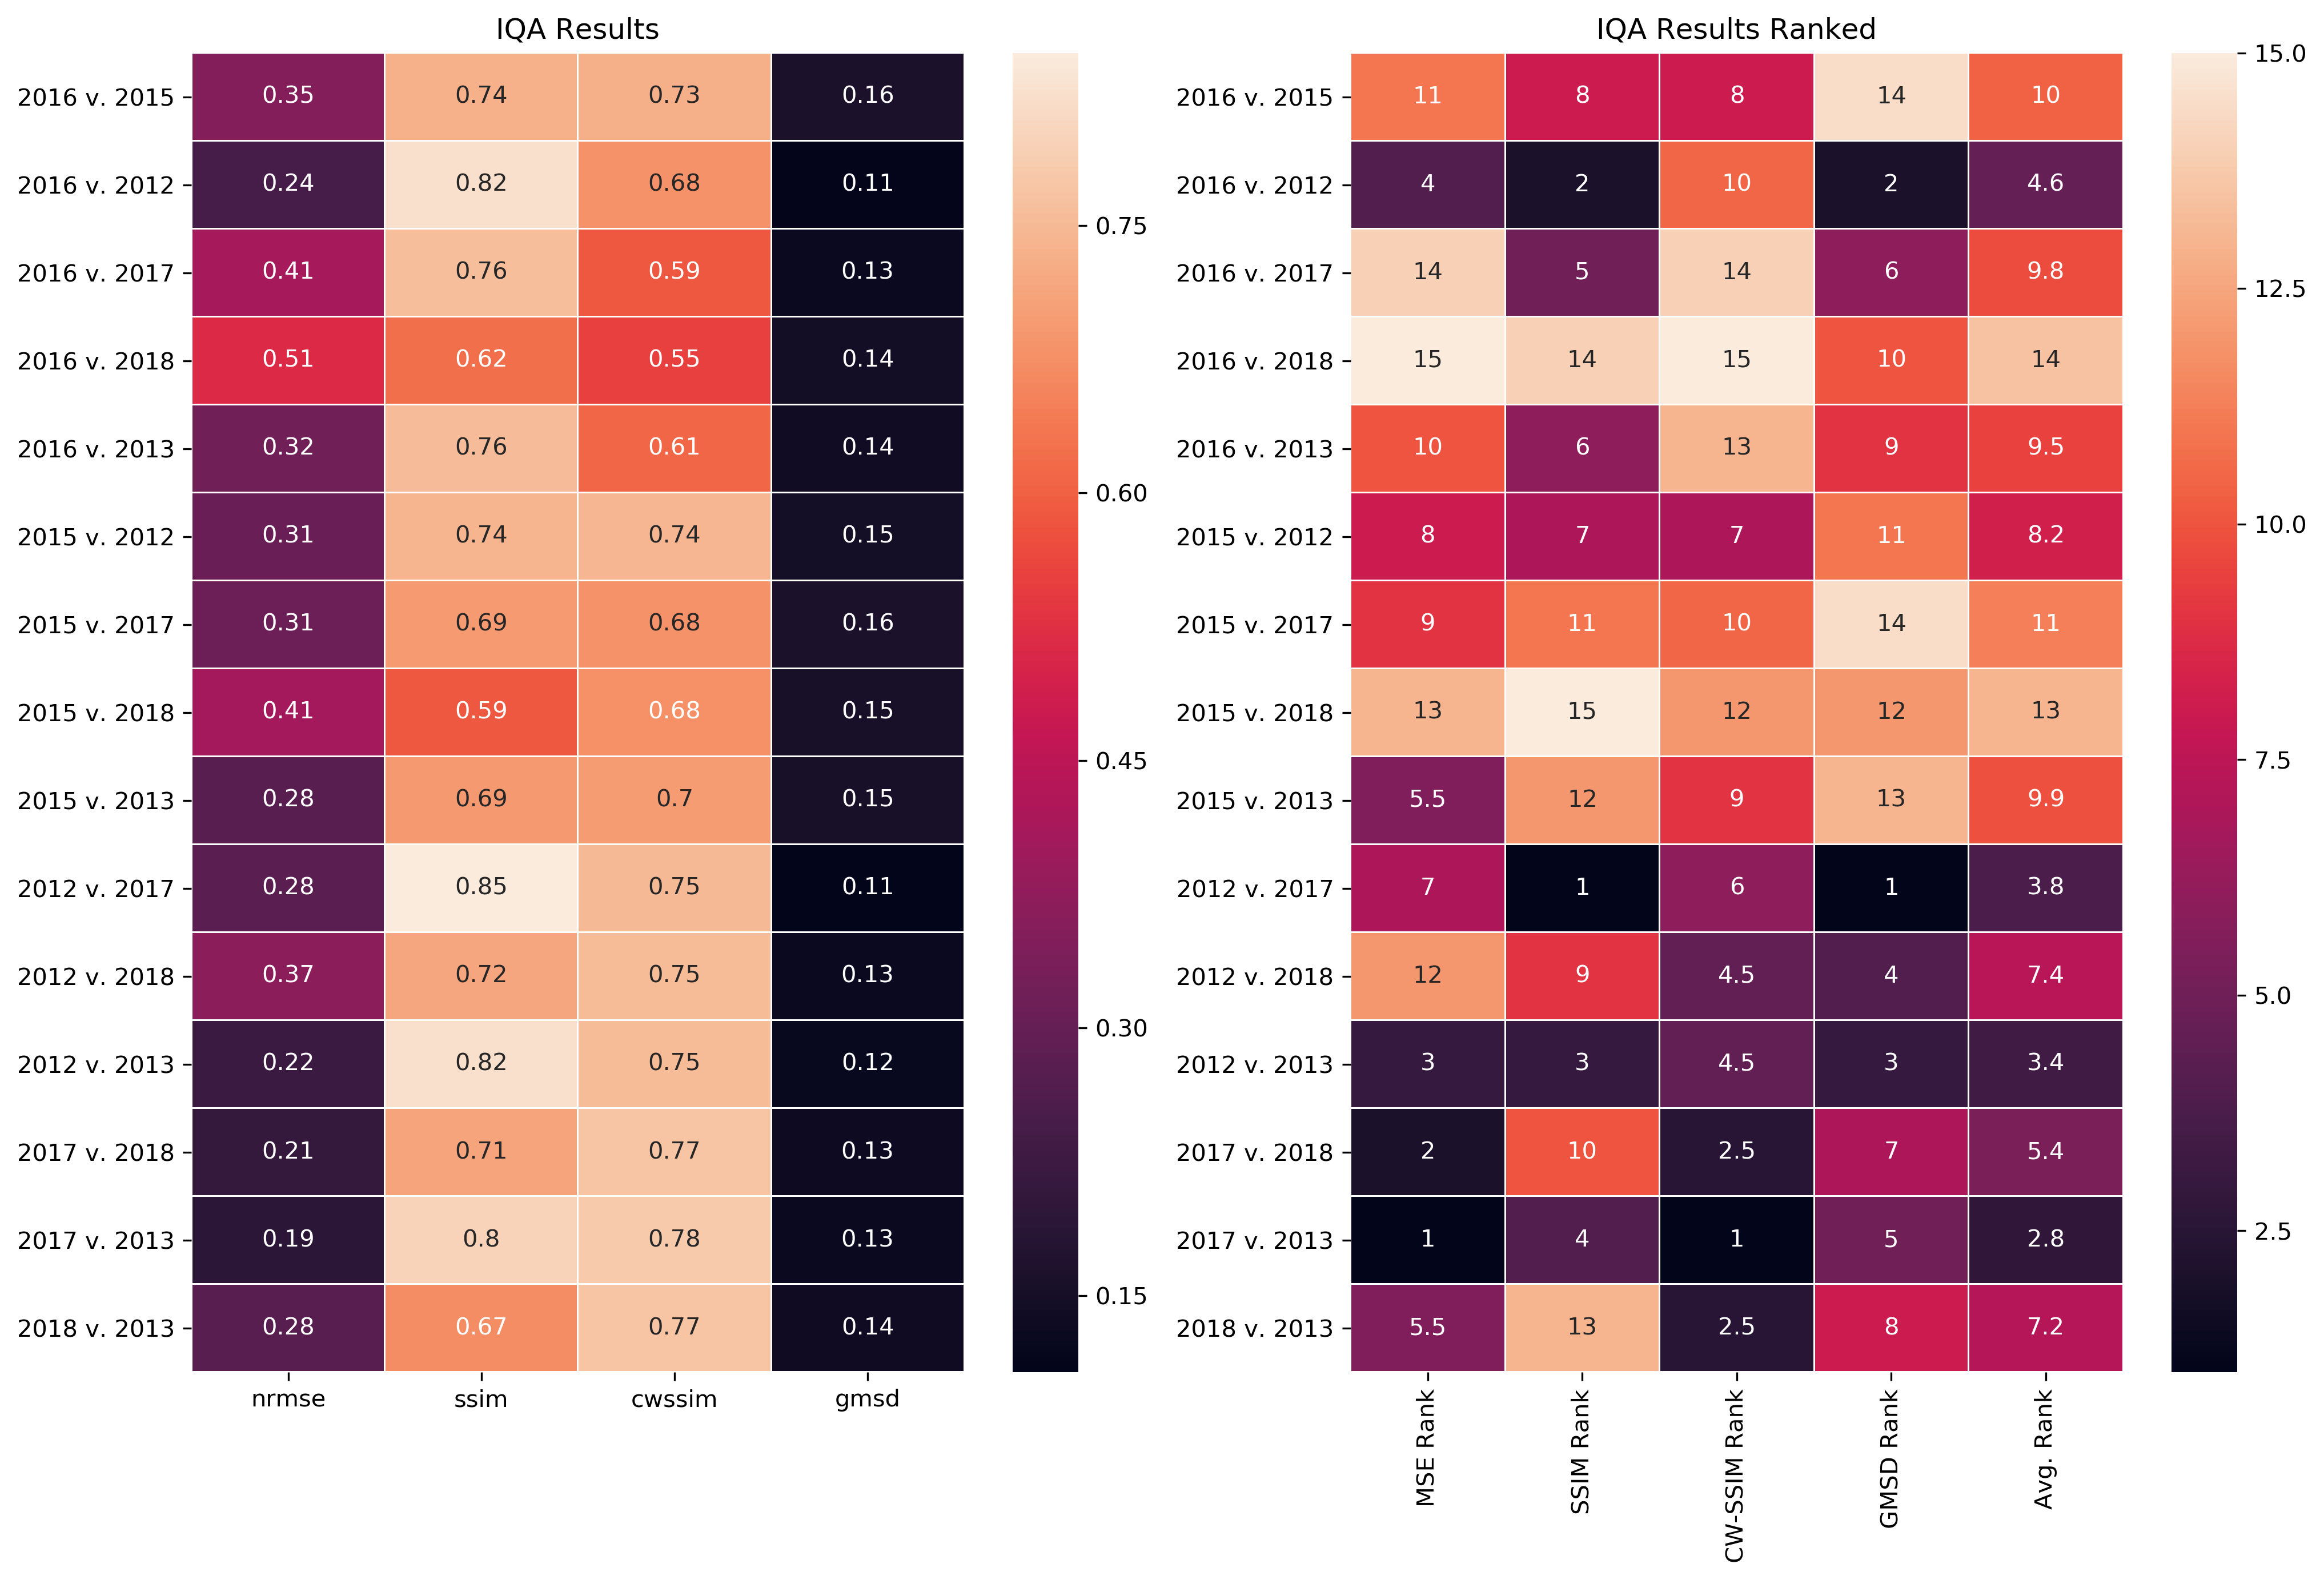 IQA Results
2016 v. 2015 0.35 0.74 0.73 0.16
2016 v. 2012 0.24 0.82 0.68 0.11
2016 v. 2017 0.41 0.76 0.59 0.13
2016 v. 2018 0.51 0.62 0.55 0.14
2016 v. 2013 0.32 0.76 0.61 0.14
2015 v. 2012 0.31 0.74 0.74 0.15
2015 v. 2017 0.31 0.69 0.68 0.16
2015 v. 2018 0.41 0.59 0.68 0.15
2015 v. 2013 0.28 0.69 0.7 0.15
2012 v. 2017 0.28 0.85 0.75 0.11
2012 v. 2018 0.37 0.72 0.75 0.13
2012 v. 2013 0.22 0.82 0.75 0.12
2017 v. 2018 0.21 0.71 0.77 0.13
2017 v. 2013 0.19 0.8 0.78 0.13
2018 v. 2013 0.28 0.67 0.77 0.14
nrmse ssim cwssim gmsd
0.75
0.60
0.45
0.30
0.15
IQA Results Ranked
2016 v. 2015 11 8 8 14 10
2016 v. 2012 4 2 10 2 4.6
2016 v. 2017 14 5 14 6 9.8
2016 v. 2018 15 14 15 10 14
2016 v. 2013 10 6 13 9 9.5
2015 v. 2012 8 7 7 11 8.2
2015 v. 2017 9 11 10 14 11
2015 v. 2018 13 15 12 12 13
2015 v. 2013 5.5 12 9 13 9.9
2012 v. 2017 7 1 6 1 3.8
2012 v. 2018 12 9 4.5 4 7.4
2012 v. 2013 3 3 4.5 3 3.4
2017 v. 2018 2 10 2.5 7 5.4
2017 v. 2013 1 4 1 5 2.8
2018 v. 2013 5.5 13 2.5 8 7.2
MSE Rank
SSIM Rank
CW-SSIM Rank
GMSD Rank
Avg. Rank
15.0
12.5
10.0
7.5
5.0
2.5